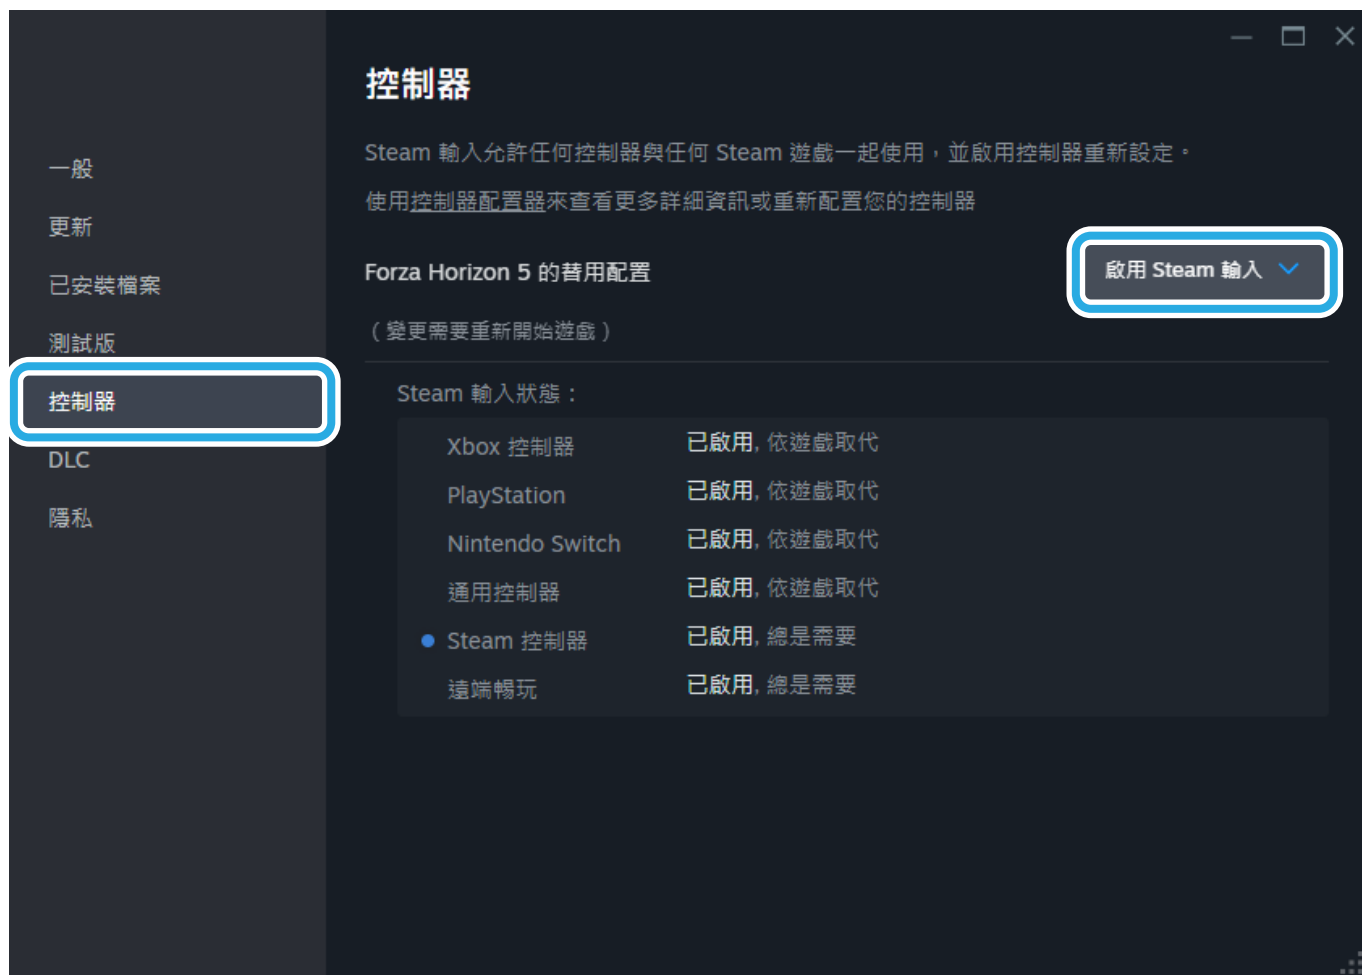 控制器
Steam 輸入允許任何控制器與任何 Steam 遊戲一起使用，並啟用控制器重新設定。
使用控制器配置器來查看更多詳細資訊或重新配置您的控制器
Forza Horizon 5 的替用配置
啟用 Steam 輸入
（變更需要重新開始遊戲）
Steam 輸入狀態：
Xbox 控制器 已啟用, 依遊戲取代
PlayStation 已啟用, 依遊戲取代
Nintendo Switch 已啟用, 依遊戲取代
通用控制器 已啟用, 依遊戲取代
Steam 控制器 已啟用, 總是需要
遠端暢玩 已啟用, 總是需要
一般
更新
已安裝檔案
測試版
控制器
DLC
隱私